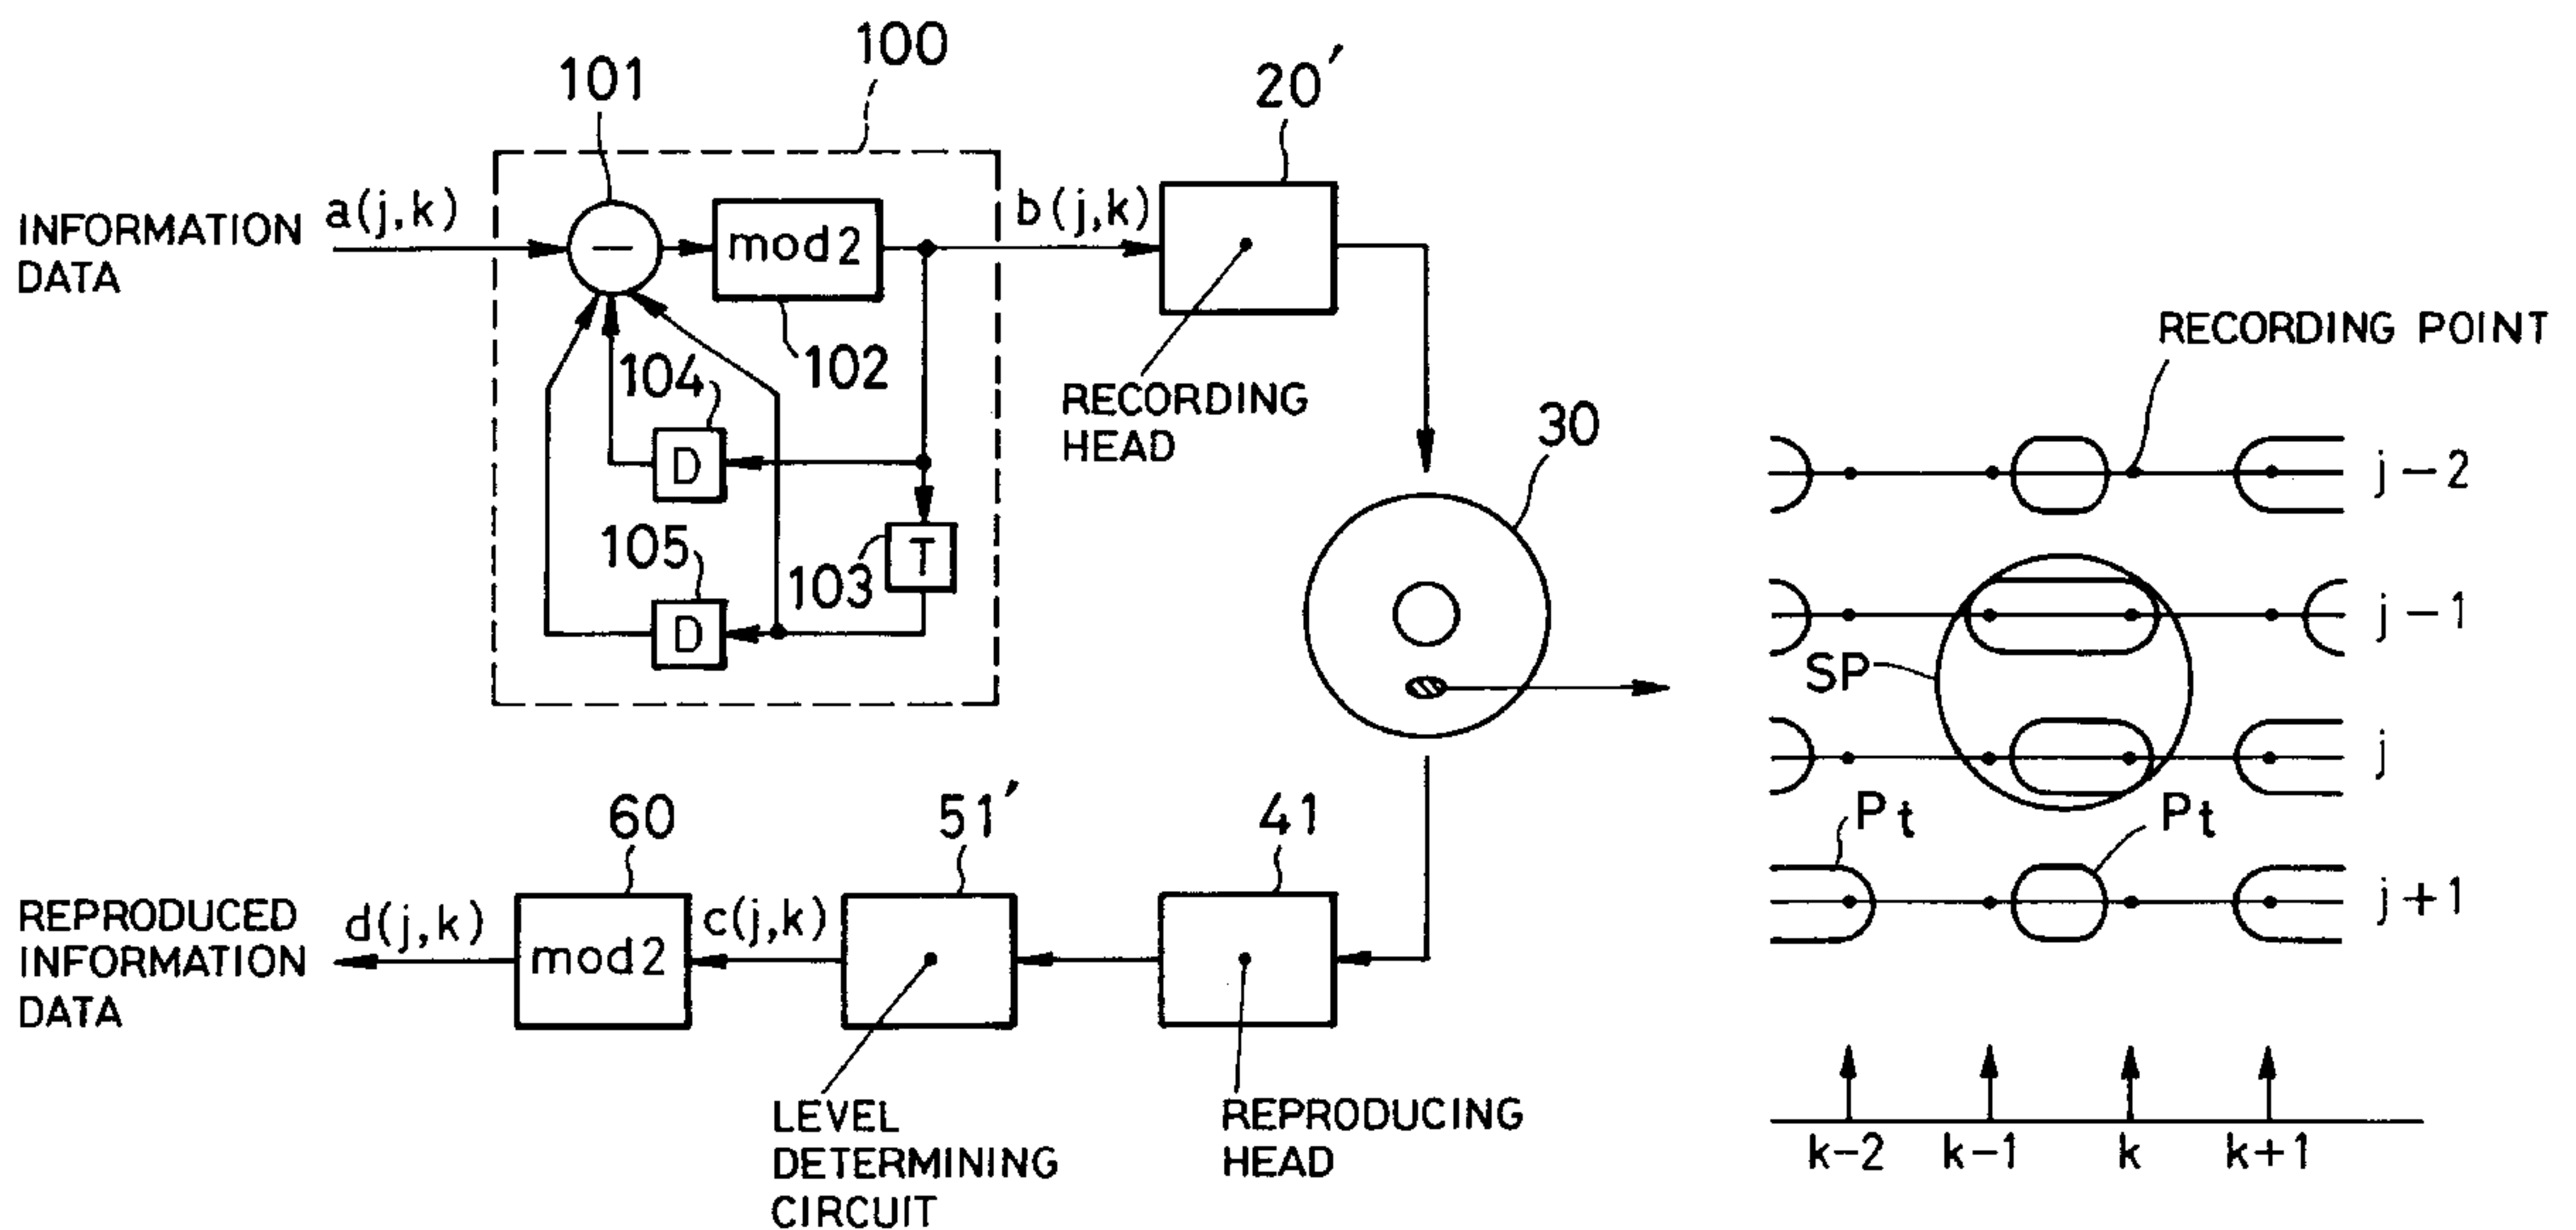 100
101
20′
INFORMATION
DATA
a(j,k)
−
mod2
b(j,k)
102
104
D
105
D
103
T
RECORDING
HEAD
30
RECORDING POINT
j−2
j−1
SP
j
Pt
Pt
j+1
k−2
k−1
k
k+1
60
51′
41
REPRODUCED
INFORMATION
DATA
d(j,k)
mod2
c(j,k)
LEVEL
DETERMINING
CIRCUIT
REPRODUCING
HEAD